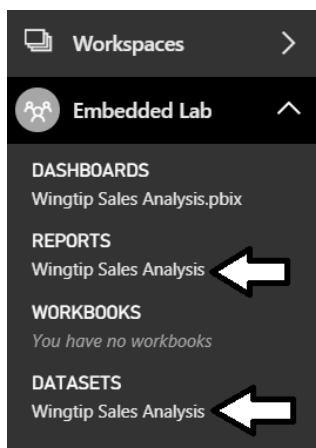 Workspaces
Embedded Lab
DASHBOARDS
Wingtip Sales Analysis.pbix
REPORTS
Wingtip Sales Analysis
WORKBOOKS
You have no workbooks
DATASETS
Wingtip Sales Analysis